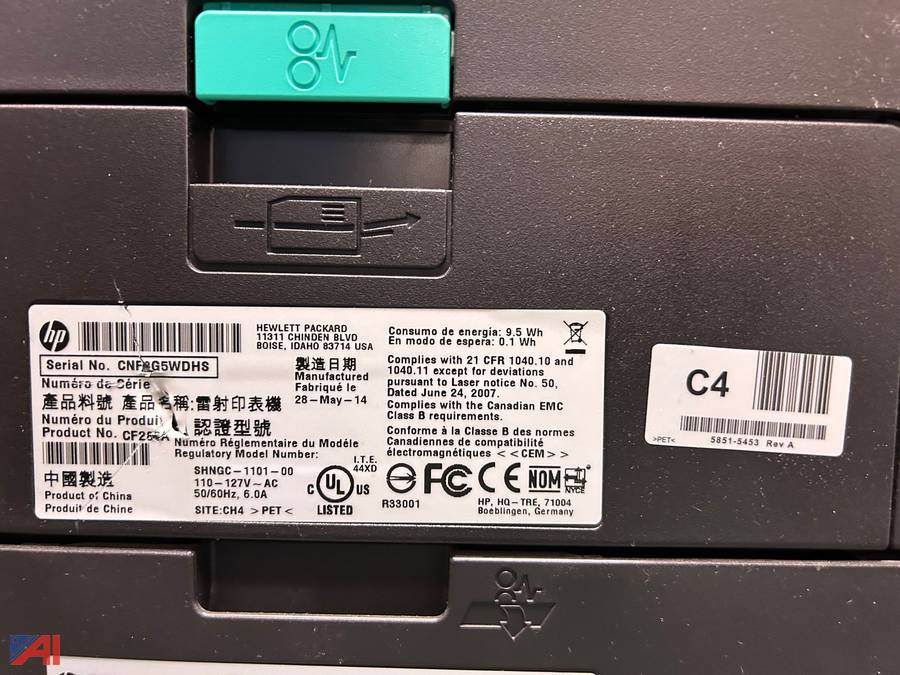 hp
HEWLETT PACKARD
11311 CHINDEN BLVD
BOISE, IDAHO 83714 USA
Serial No.
Numéro de Série
製造日期
Manufactured
Fabriqué le
28-May-14
產品料號 產品名稱:雷射印表機
Numéro du Produit
認證型號
Product No.
Numéro Réglementaire du Modéle
Regulatory Model Number:
中國製造
Product of China
Produit de Chine
SHNGC-1101-00
110-127V~AC
50/60Hz, 6.0A
SITE:CH4 >PET<
I.T.E.
44XD
C UL US
LISTED
Consumo de energía: 9.5 Wh
En modo de espera: 0.1 Wh
Complies with 21 CFR 1040.10 and
1040.11 except for deviations
pursuant to Laser notice No. 50,
Dated June 24, 2007.
Complies with the Canadian EMC
Class B requirements.
Conforme à la Classe B des normes
Canadiennes de compatibilité
électromagnétiques <<CEM>>
FC CE NOM
NYCE
R33001
HP, HQ-TRE, 71004
Boeblingen, Germany
C4
>PET<
5851-5453 Rev A
AI